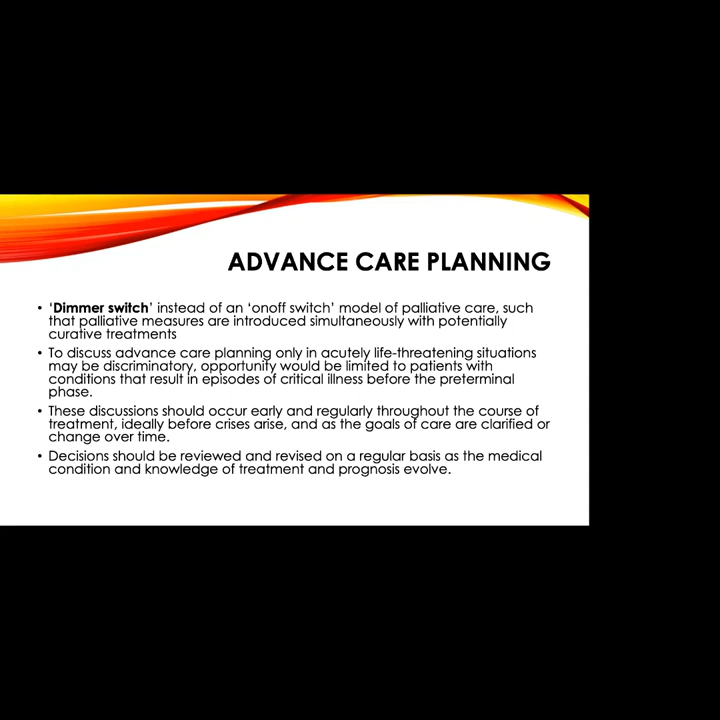 ADVANCE CARE PLANNING
• 'Dimmer switch' instead of an 'onoff switch' model of palliative care, such
that palliative measures are introduced simultaneously with potentially
curative treatments
• To discuss advance care planning only in acutely life-threatening situations
may be discriminatory, opportunity would be limited to patients with
conditions that result in episodes of critical illness before the preterminal
phase.
• These discussions should occur early and regularly throughout the course of
treatment, ideally before crises arise, and as the goals of care are clarified or
change over time.
• Decisions should be reviewed and revised on a regular basis as the medical
condition and knowledge of treatment and prognosis evolve.